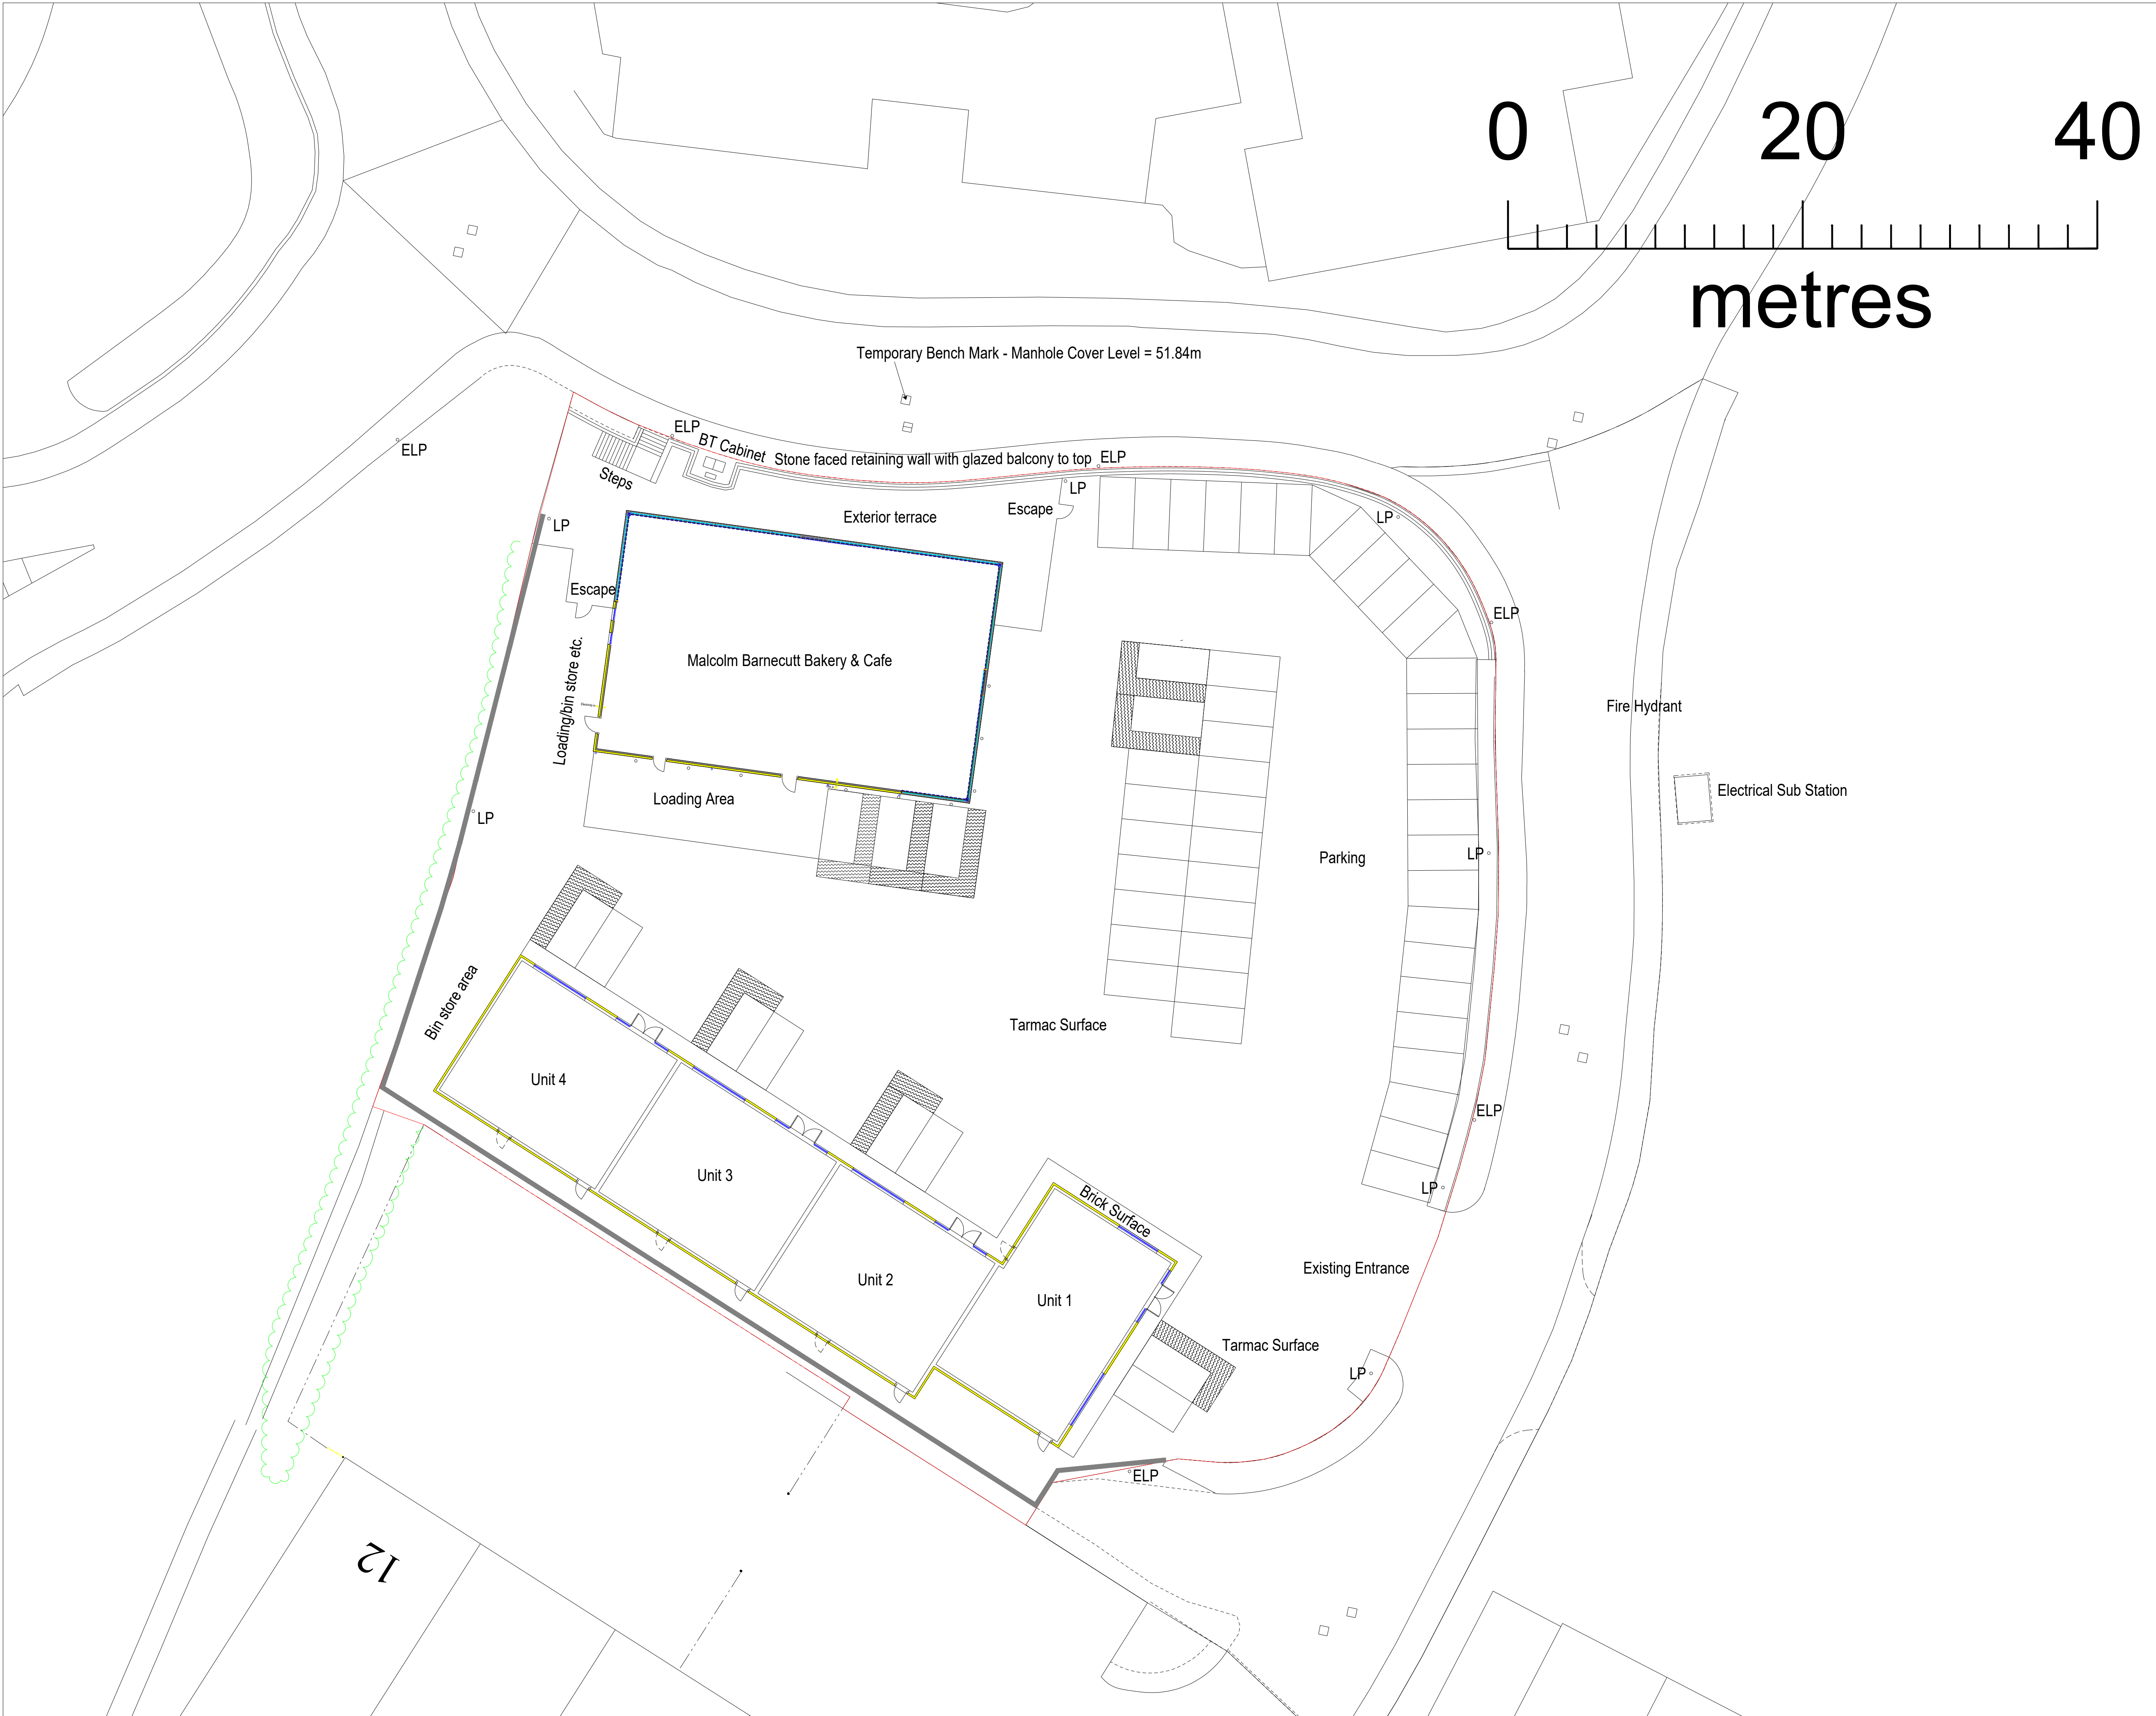 0 20 40
metres
Temporary Bench Mark - Manhole Cover Level = 51.84m
ELP
ELP
BT Cabinet
Stone faced retaining wall with glazed balcony to top
ELP
Steps
LP
Escape
Exterior terrace
LP
LP
Escape
ELP
Loading/bin store etc.
Malcolm Barnecutt Bakery & Cafe
Fire Hydrant
Electrical Sub Station
Loading Area
LP
Parking
LP
Bin store area
Tarmac Surface
Unit 4
ELP
Unit 3
LP
Brick Surface
Unit 2
Existing Entrance
Unit 1
Tarmac Surface
LP
ELP
12